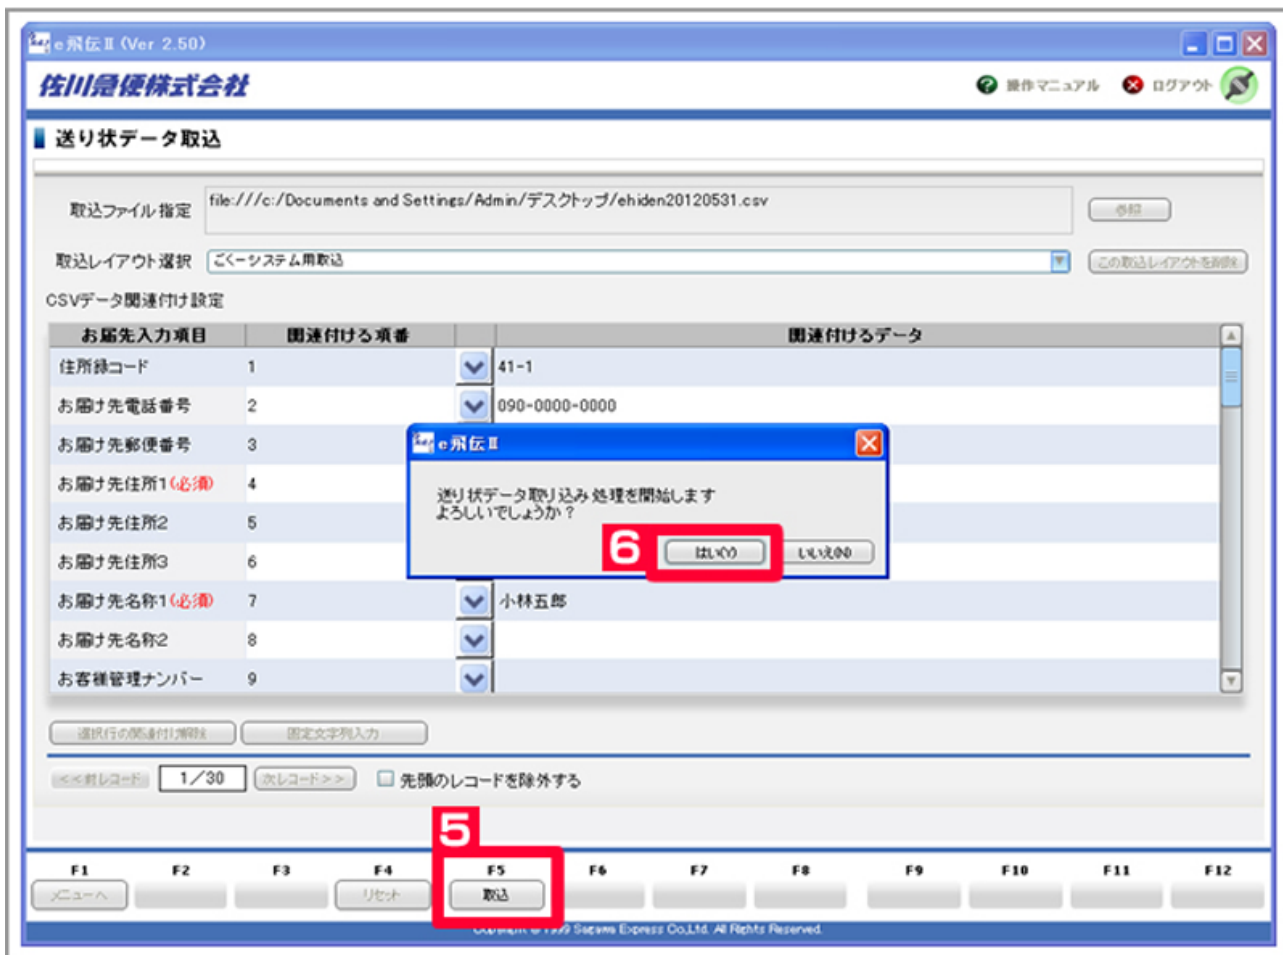 e飛伝Ⅱ (Ver 2.50)
佐川急便株式会社
操作マニュアル
ログアウト
送り状データ取込
取込ファイル指定
file:///c:/Documents and Settings/Admin/デスクトップ/ehiden20120531.csv
参照
取込レイアウト選択
ごくーシステム用取込
この取込レイアウトを削除
CSVデータ関連付け設定
お届先入力項目 関連付ける項番 関連付けるデータ
住所録コード 1 41-1
お届け先電話番号 2 090-0000-0000
お届け先郵便番号 3
お届け先住所1(必須) 4
お届け先住所2 5
お届け先住所3 6
お届け先名称1(必須) 7 小林五郎
お届け先名称2 8
お客様管理ナンバー 9
e飛伝Ⅱ
送り状データ取り込み処理を開始します
よろしいでしょうか？
6
はい(Y) いいえ(N)
選択行の関連付け解除 固定文字列入力
<<前レコード 1/30 次レコード>> 先頭のレコードを除外する
5
F1 F2 F3 F4 F5 F6 F7 F8 F9 F10 F11 F12
メニューへ リセット 取込
Copyright © 1999 Sagawa Express Co.,Ltd. All Rights Reserved.